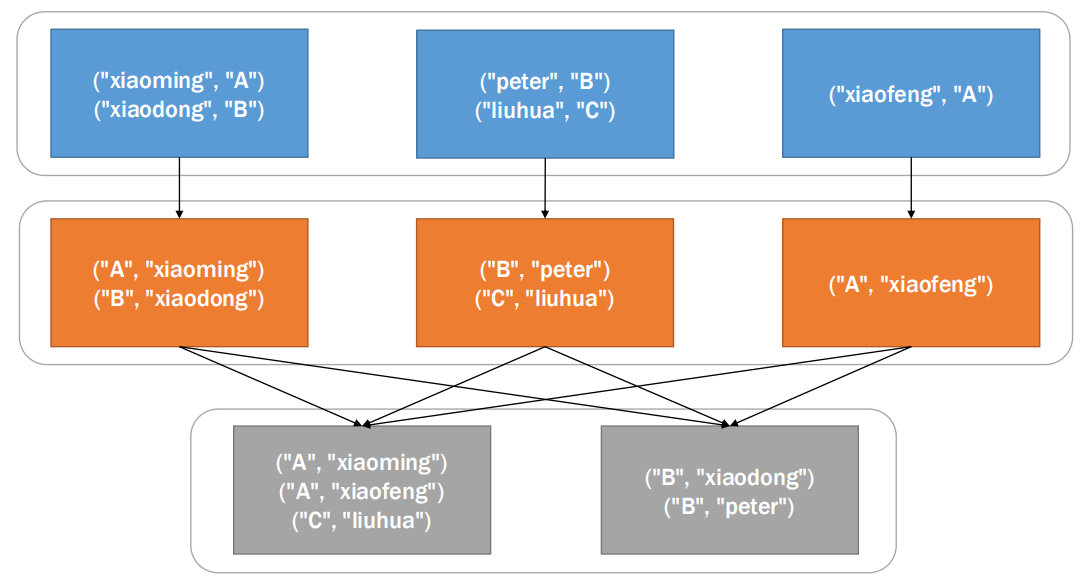 ("xiaoming", "A")
("xiaodong", "B")
("peter", "B")
("liuhua", "C")
("xiaofeng", "A")
("A", "xiaoming")
("B", "xiaodong")
("B", "peter")
("C", "liuhua")
("A", "xiaofeng")
("A", "xiaoming")
("A", "xiaofeng")
("C", "liuhua")
("B", "xiaodong")
("B", "peter")